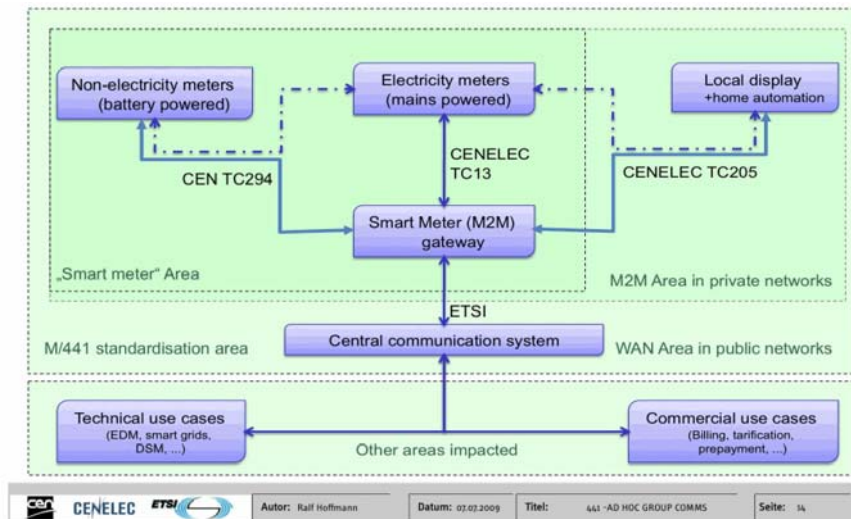 Non-electricity meters
(battery powered)
Electricity meters
(mains powered)
Local display
+home automation
CEN TC294
CENELEC
TC13
CENELEC TC205
Smart Meter (M2M)
gateway
„Smart meter“ Area
M2M Area in private networks
ETSI
Central communication system
M/441 standardisation area
WAN Area in public networks
Technical use cases
(EDM, smart grids,
DSM, ...)
Other areas impacted
Commercial use cases
(Billing, tarification,
prepayment, ...)
cen
CENELEC
ETSI
Autor: Ralf Hoffmann
Datum: 07.07.2009
Titel: 441 -AD HOC GROUP COMMS
Seite: 14